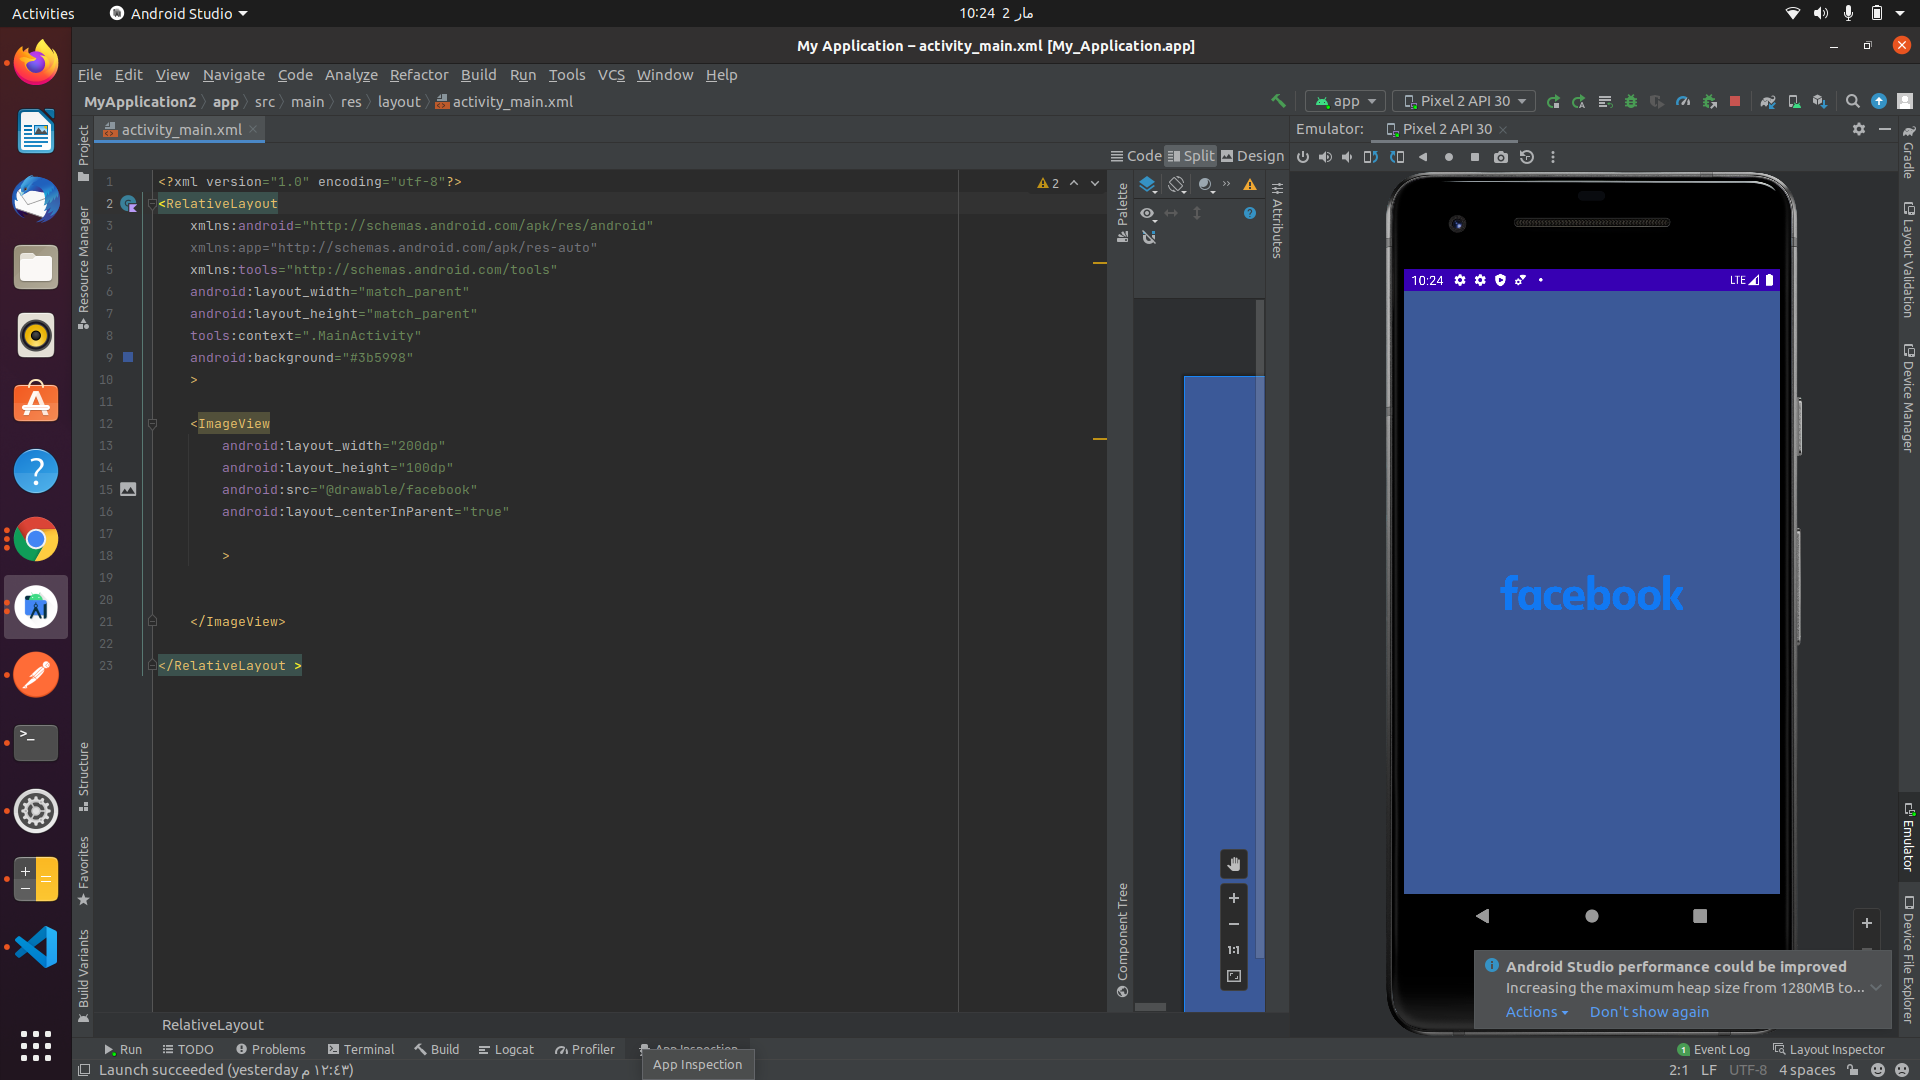 Activities
Android Studio
10:24 2 مار
My Application – activity_main.xml [My_Application.app]
File Edit View Navigate Code Analyze Refactor Build Run Tools VCS Window Help
MyApplication2 app src main res layout activity_main.xml
app
Pixel 2 API 30
activity_main.xml
Emulator: Pixel 2 API 30
Code Split Design
1 <?xml version="1.0" encoding="utf-8"?>
2 <RelativeLayout
3 xmlns:android="http://schemas.android.com/apk/res/android"
4 xmlns:app="http://schemas.android.com/apk/res-auto"
5 xmlns:tools="http://schemas.android.com/tools"
6 android:layout_width="match_parent"
7 android:layout_height="match_parent"
8 tools:context=".MainActivity"
9 android:background="#3b5998"
10 >
11
12 <ImageView
13 android:layout_width="200dp"
14 android:layout_height="100dp"
15 android:src="@drawable/facebook"
16 android:layout_centerInParent="true"
17
18 >
19
20
21 </ImageView>
22
23 </RelativeLayout >
2
Project
Resource Manager
Structure
Favorites
Build Variants
Palette
Component Tree
1:1
Attributes
10:24
LTE
facebook
Gradle
Layout Validation
Device Manager
Emulator
Device File Explorer
Android Studio performance could be improved
Increasing the maximum heap size from 1280MB to...
Actions Don't show again
RelativeLayout
Run TODO Problems Terminal Build Logcat Profiler App Inspection
App Inspection
1 Event Log Layout Inspector
Launch succeeded (yesterday ١٢:٤٣ م)
2:1 LF UTF-8 4 spaces